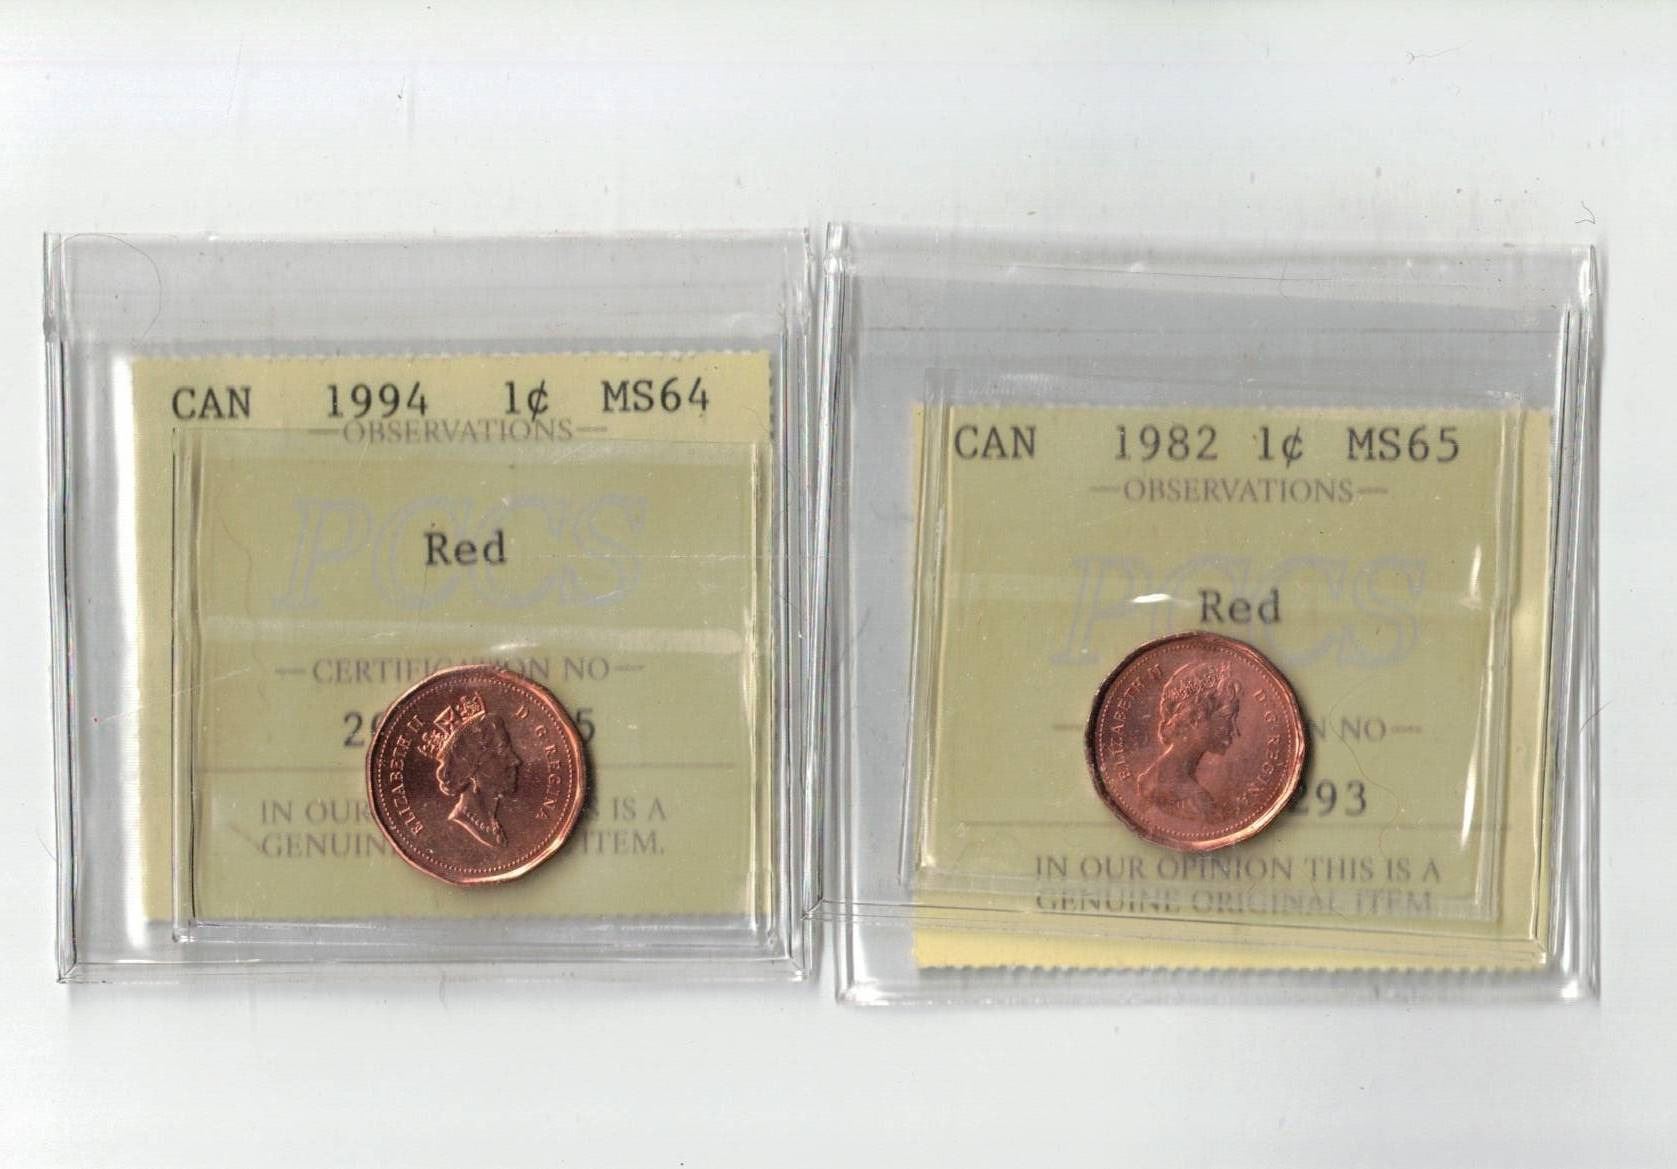 CAN 1994 1¢ MS64
—OBSERVATIONS—
PCCS
Red
—CERTIFICATION NO—
IN OUR IS A
GENUIN ITEM.
ELIZABETH II D·G·REGINA
CAN 1982 1¢ MS65
—OBSERVATIONS—
PCCS
Red
NO—
293
IN OUR OPINION THIS IS A
GENUINE ORIGINAL ITEM
ELIZABETH II D·G·REGINA